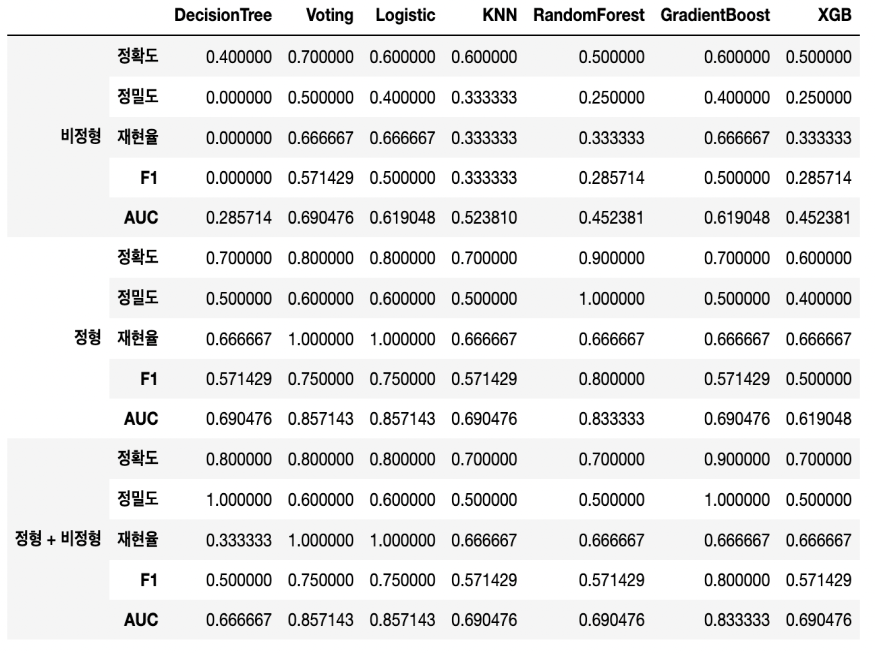 DecisionTree Voting Logistic KNN RandomForest GradientBoost XGB
정확도 0.400000 0.700000 0.600000 0.600000 0.500000 0.600000 0.500000
정밀도 0.000000 0.500000 0.400000 0.333333 0.250000 0.400000 0.250000
비정형 재현율 0.000000 0.666667 0.666667 0.333333 0.333333 0.666667 0.333333
F1 0.000000 0.571429 0.500000 0.333333 0.285714 0.500000 0.285714
AUC 0.285714 0.690476 0.619048 0.523810 0.452381 0.619048 0.452381
정확도 0.700000 0.800000 0.800000 0.700000 0.900000 0.700000 0.600000
정밀도 0.500000 0.600000 0.600000 0.500000 1.000000 0.500000 0.400000
정형 재현율 0.666667 1.000000 1.000000 0.666667 0.666667 0.666667 0.666667
F1 0.571429 0.750000 0.750000 0.571429 0.800000 0.571429 0.500000
AUC 0.690476 0.857143 0.857143 0.690476 0.833333 0.690476 0.619048
정확도 0.800000 0.800000 0.800000 0.700000 0.700000 0.900000 0.700000
정밀도 1.000000 0.600000 0.600000 0.500000 0.500000 1.000000 0.500000
정형 + 비정형 재현율 0.333333 1.000000 1.000000 0.666667 0.666667 0.666667 0.666667
F1 0.500000 0.750000 0.750000 0.571429 0.571429 0.800000 0.571429
AUC 0.666667 0.857143 0.857143 0.690476 0.690476 0.833333 0.690476